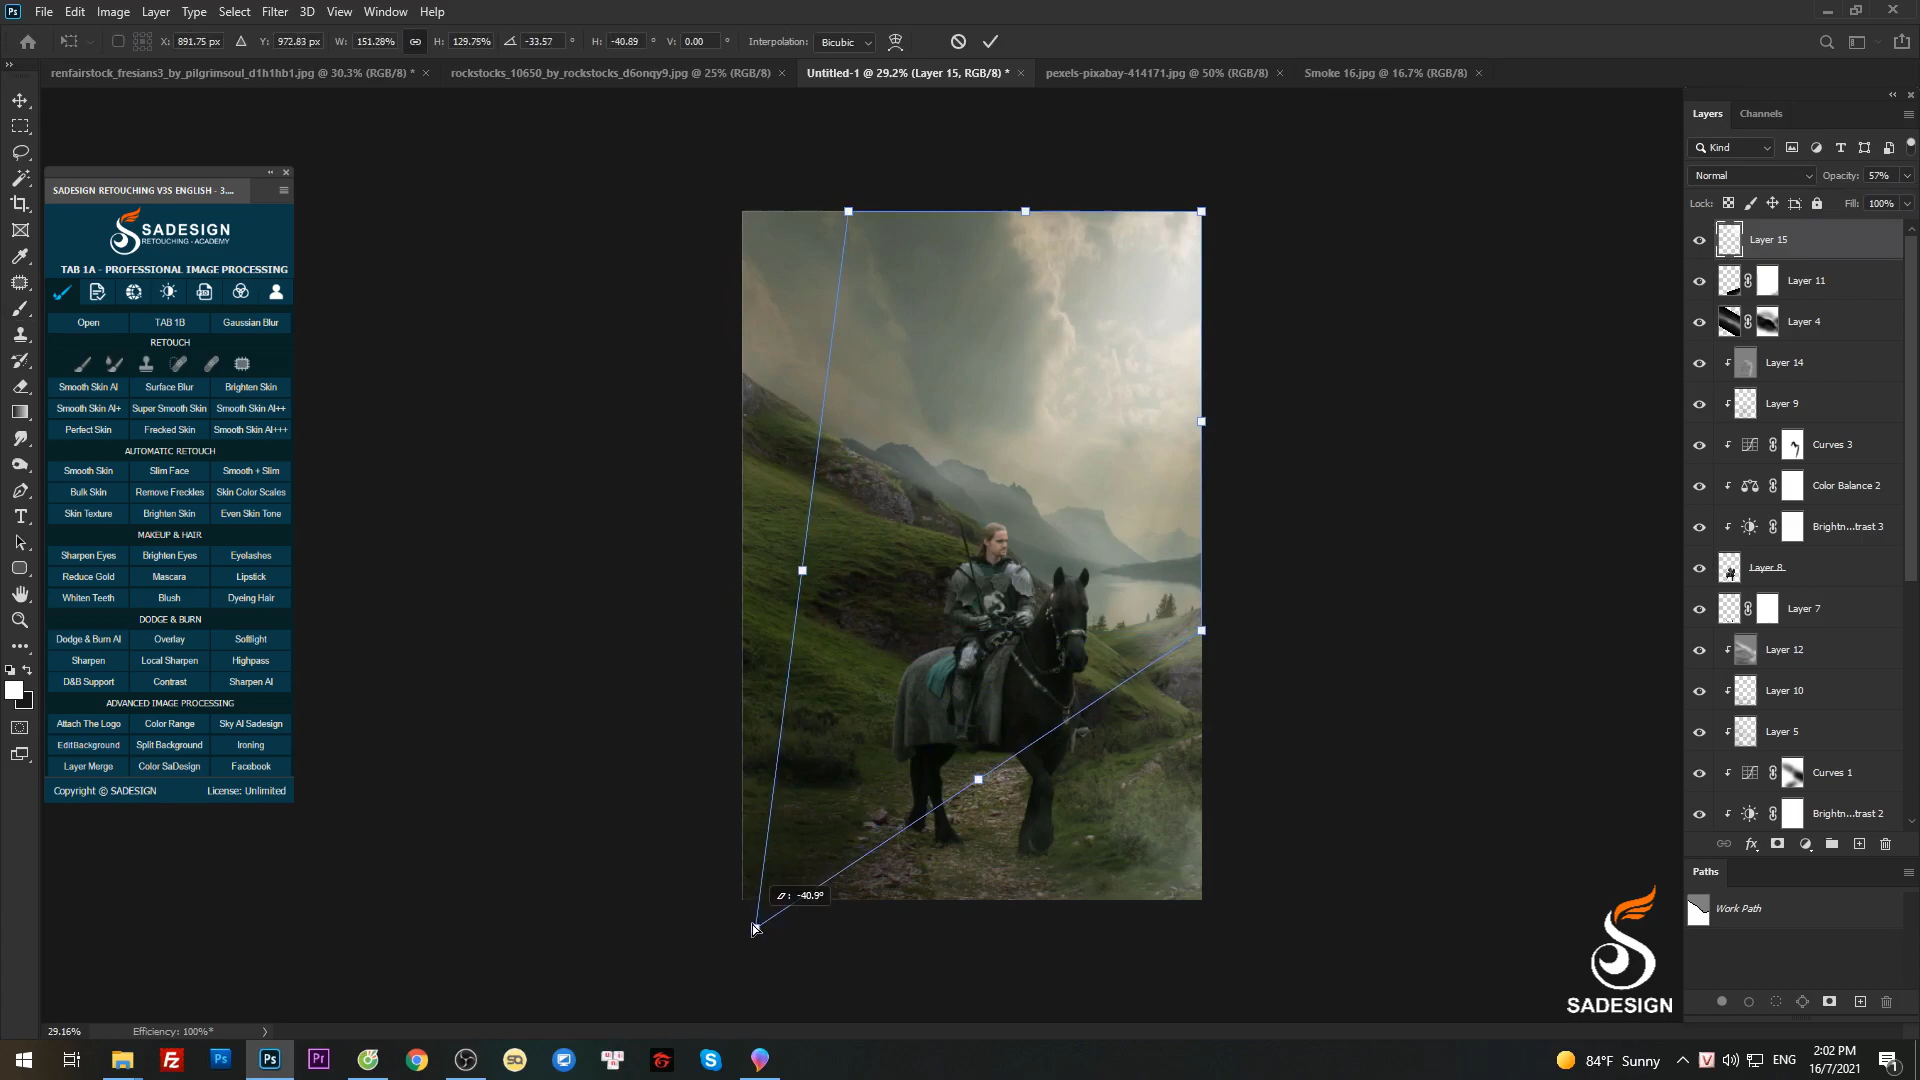 Ps File Edit Image Layer Type Select Filter 3D View Window Help
X: 891.75 px Y: 972.83 px W: 151.28% H: 129.75% -33.57 ° H: -40.89 ° V: 0.00 ° Interpolation: Bicubic
renfairstock_fresians3_by_pilgrimsoul_d1h1hb1.jpg @ 30.3% (RGB/8) * rockstocks_10650_by_rockstocks_d6onqy9.jpg @ 25% (RGB/8) Untitled-1 @ 29.2% (Layer 15, RGB/8) * pexels-pixabay-414171.jpg @ 50% (RGB/8) Smoke 16.jpg @ 16.7% (RGB/8)
SADESIGN RETOUCHING V3S ENGLISH - 3....
SADESIGN
RETOUCHING - ACADEMY
TAB 1A - PROFESSIONAL IMAGE PROCESSING
Open TAB 1B Gaussian Blur
RETOUCH
Smooth Skin AI Surface Blur Brighten Skin
Smooth Skin AI+ Super Smooth Skin Smooth Skin AI++
Perfect Skin Frecked Skin Smooth Skin AI+++
AUTOMATIC RETOUCH
Smooth Skin Slim Face Smooth + Slim
Bulk Skin Remove Freckles Skin Color Scales
Skin Texture Brighten Skin Even Skin Tone
MAKEUP & HAIR
Sharpen Eyes Brighten Eyes Eyelashes
Reduce Gold Mascara Lipstick
Whiten Teeth Blush Dyeing Hair
DODGE & BURN
Dodge & Burn AI Overlay Softlight
Sharpen Local Sharpen Highpass
D&B Support Contrast Sharpen AI
ADVANCED IMAGE PROCESSING
Attach The Logo Color Range Sky AI Sadesign
EditBackground Split Background Ironing
Layer Merge Color SaDesign Facebook
Copyright © SADESIGN License: Unlimited
: -40.9°
Layers Channels
Kind
Normal Opacity: 57%
Lock: Fill: 100%
Layer 15
Layer 11
Layer 4
Layer 14
Layer 9
Curves 3
Color Balance 2
Brightn...trast 3
Layer 8
Layer 7
Layer 12
Layer 10
Layer 5
Curves 1
Brightn...trast 2
fx
Paths
Work Path
SADESIGN
29.16% Efficiency: 100%*
Fz Ps Ps Pr
84°F Sunny ENG 2:02 PM
16/7/2021
1